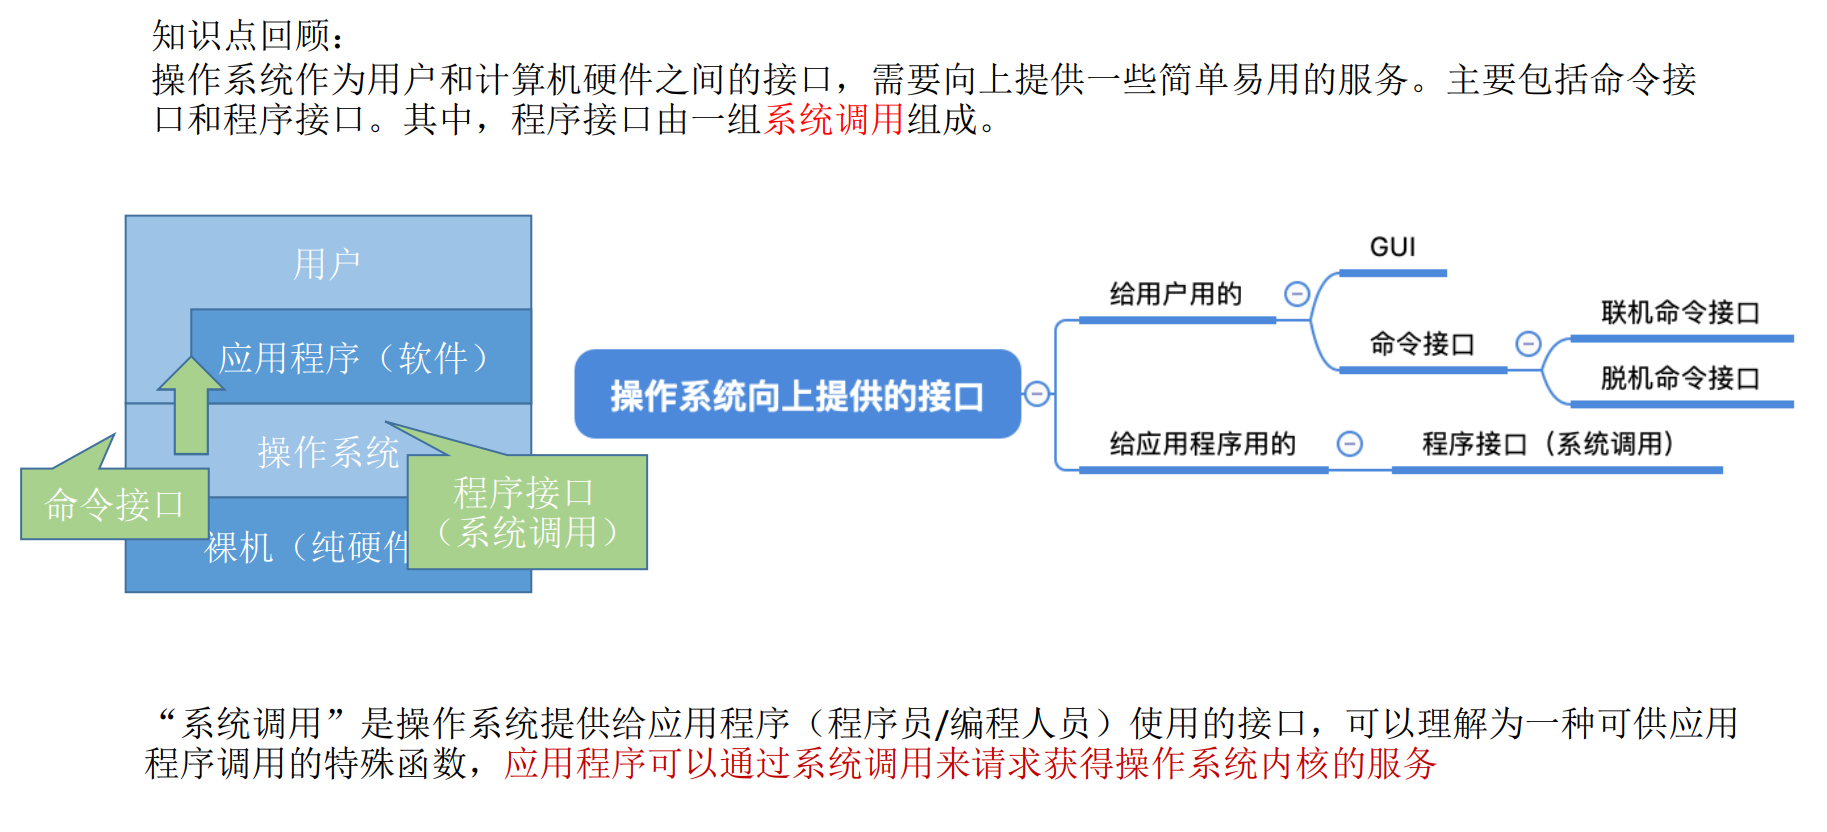 知识点回顾：
操作系统作为用户和计算机硬件之间的接口，需要向上提供一些简单易用的服务。主要包括命令接
口和程序接口。其中，程序接口由一组系统调用组成。
用户
应用程序（软件）
操作系统
命令接口
程序接口
（系统调用）
裸机（纯硬件
操作系统向上提供的接口
给用户用的
GUI
命令接口
联机命令接口
脱机命令接口
给应用程序用的
程序接口（系统调用）
“系统调用”是操作系统提供给应用程序（程序员/编程人员）使用的接口，可以理解为一种可供应用
程序调用的特殊函数，应用程序可以通过系统调用来请求获得操作系统内核的服务